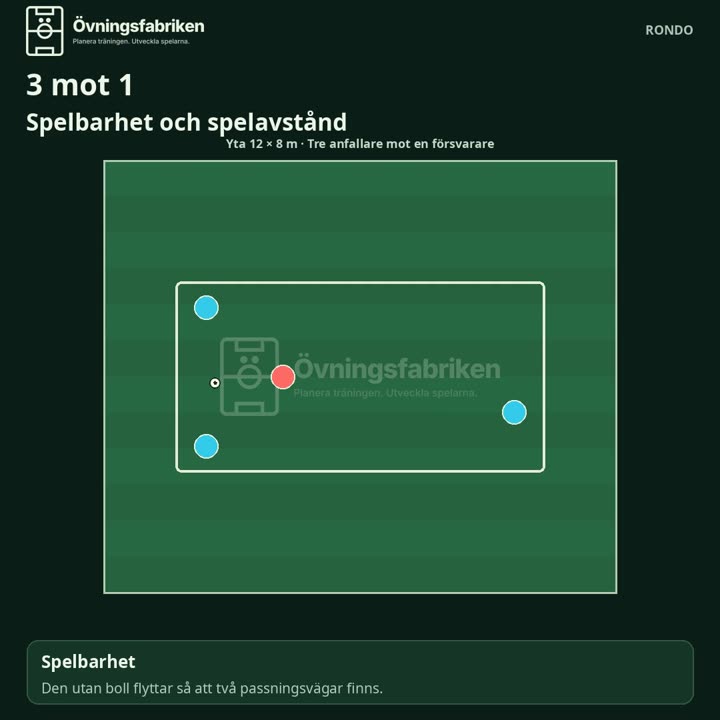 Övningsfabriken
Planera träningen. Utveckla spelarna.
RONDO
3 mot 1
Spelbarhet och spelavstånd
Yta 12 × 8 m · Tre anfallare mot en försvarare
Övningsfabriken
Planera träningen. Utveckla spelarna.
Spelbarhet
Den utan boll flyttar så att två passningsvägar finns.